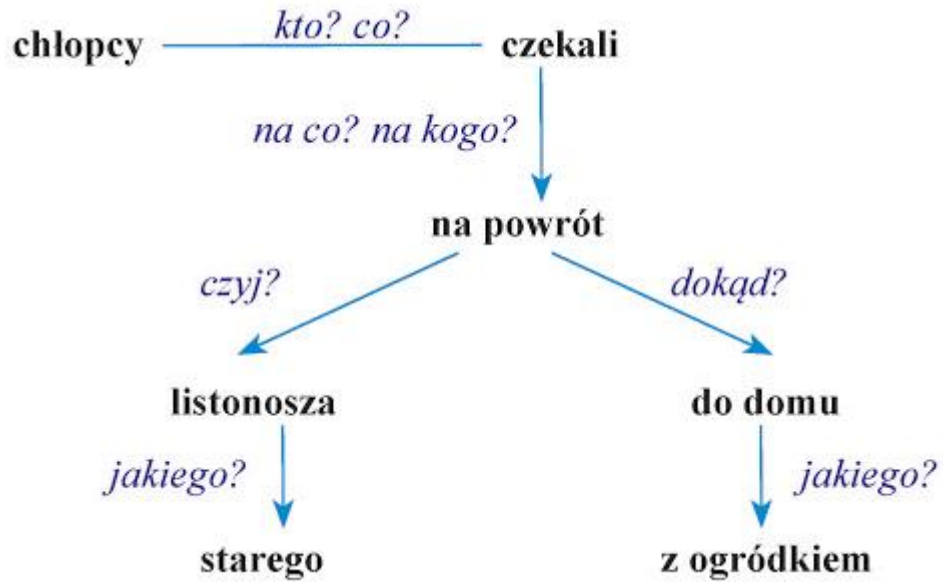 chłopcy kto? co? czekali
na co? na kogo?
na powrót
czyj? dokąd?
listonosza do domu
jakiego? jakiego?
starego z ogródkiem